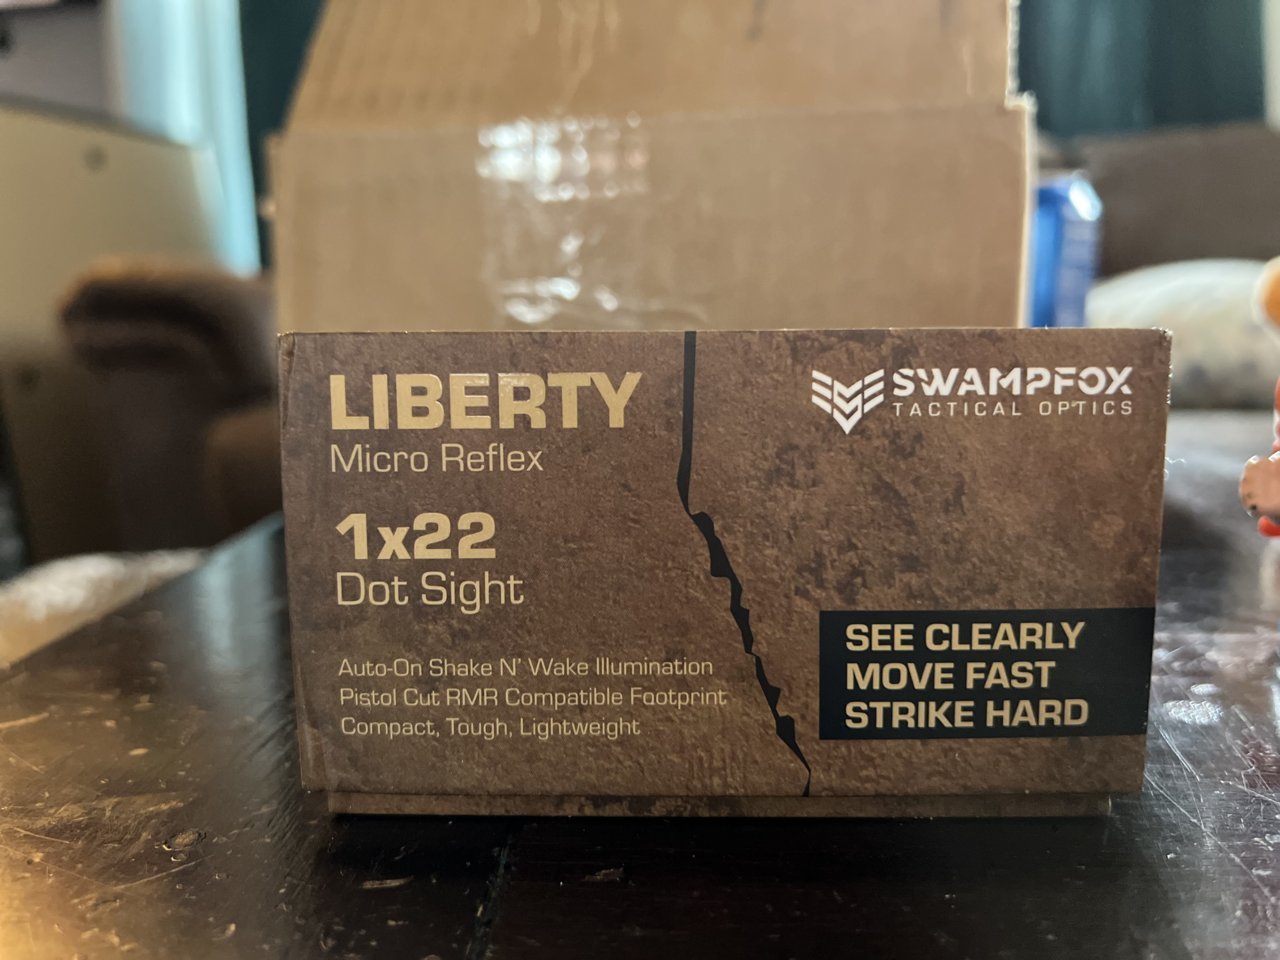 LIBERTY
Micro Reflex
1x22
Dot Sight
Auto-On Shake N' Wake Illumination
Pistol Cut RMR Compatible Footprint
Compact, Tough, Lightweight
SWAMPFOX
TACTICAL OPTICS
SEE CLEARLY
MOVE FAST
STRIKE HARD